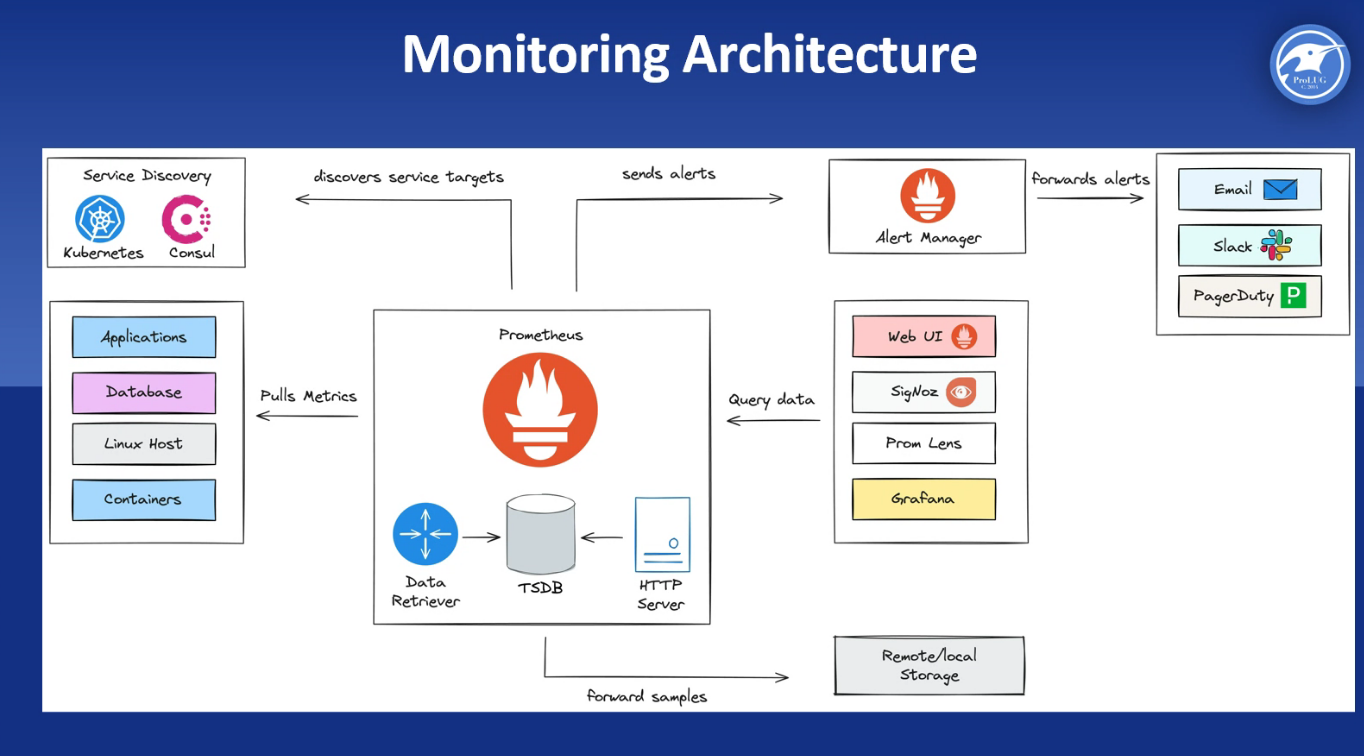 Monitoring Architecture
ProLUG
Service Discovery
Kubernetes
Consul
discovers service targets
sends alerts
Alert Manager
forwards alerts
Email
Slack
PagerDuty
P
Applications
Database
Linux Host
Containers
Pulls Metrics
Prometheus
Data
Retriever
TSDB
HTTP
Server
Query data
Web UI
SigNoz
Prom Lens
Grafana
forward samples
Remote/local
Storage